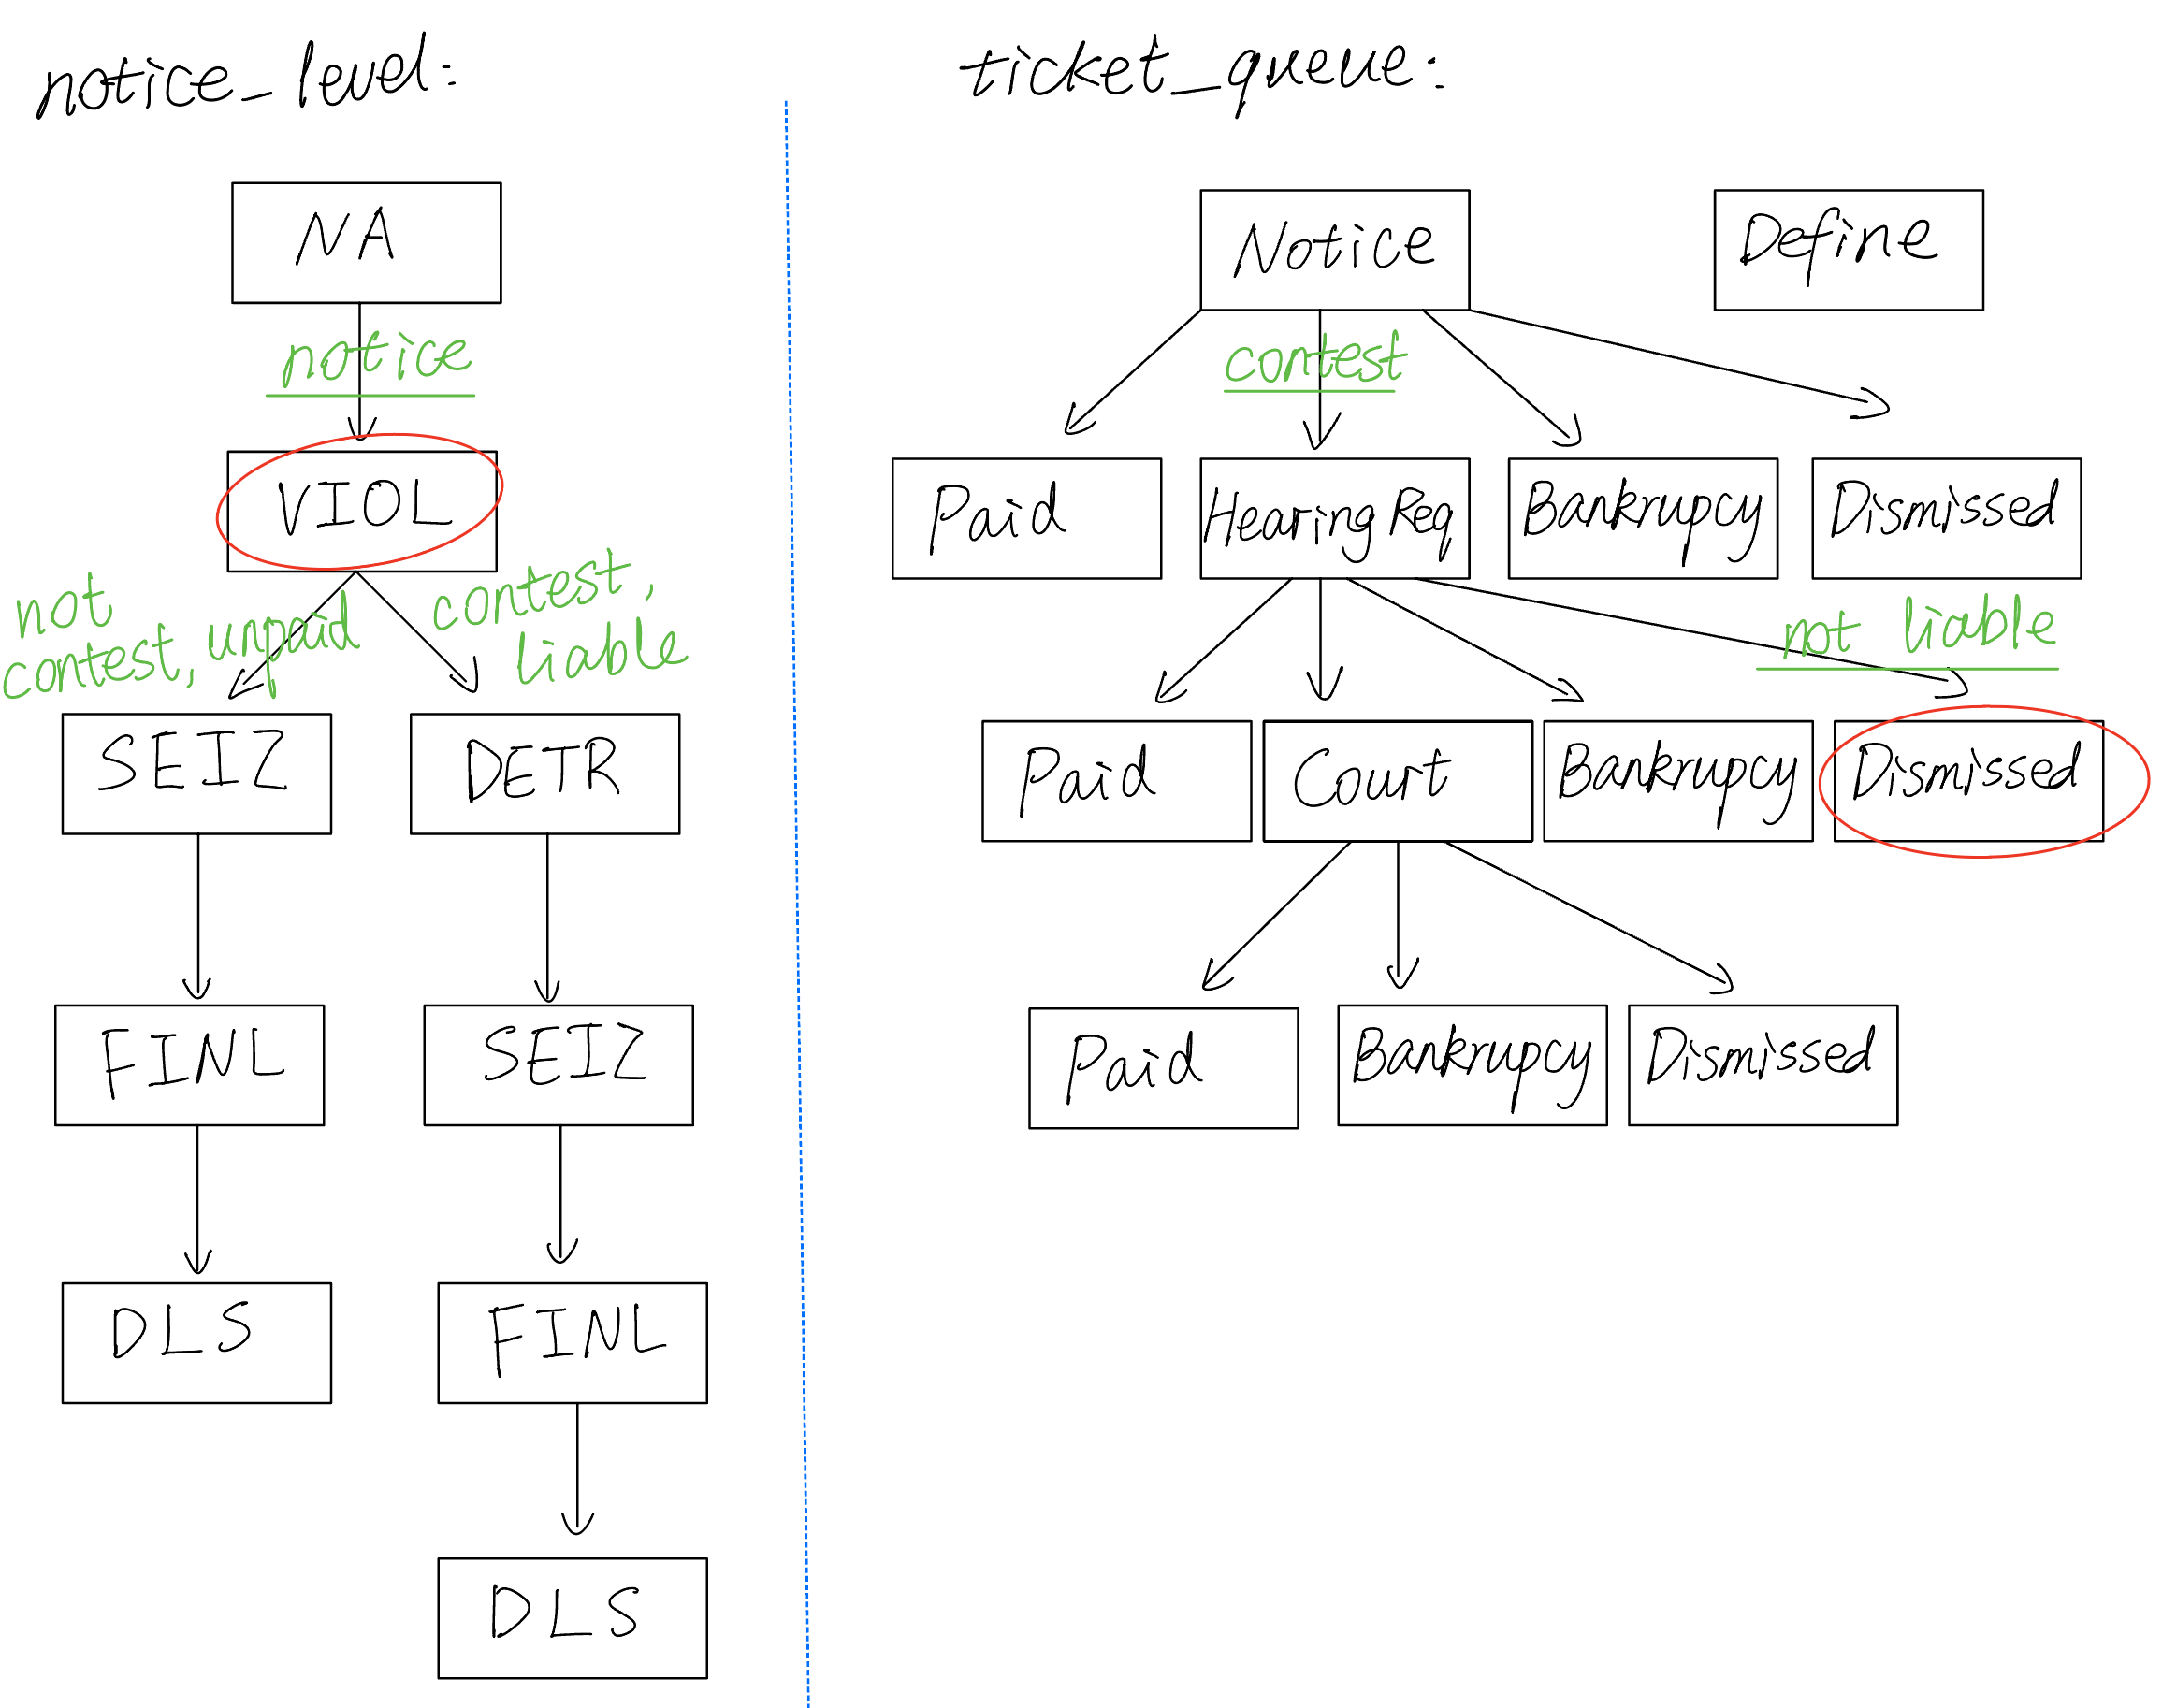 notice_level:
NA
notice
VIOL
not
contest, unpaid
contest,
liable
SEIZ
DETR
FINL
SEIZ
DLS
FINL
DLS
ticket_queue:
Notice
Define
contest
Paid
Hearing Req
Bankrupcy
Dismissed
not liable
Paid
Court
Bankrupcy
Dismissed
Paid
Bankrupcy
Dismissed